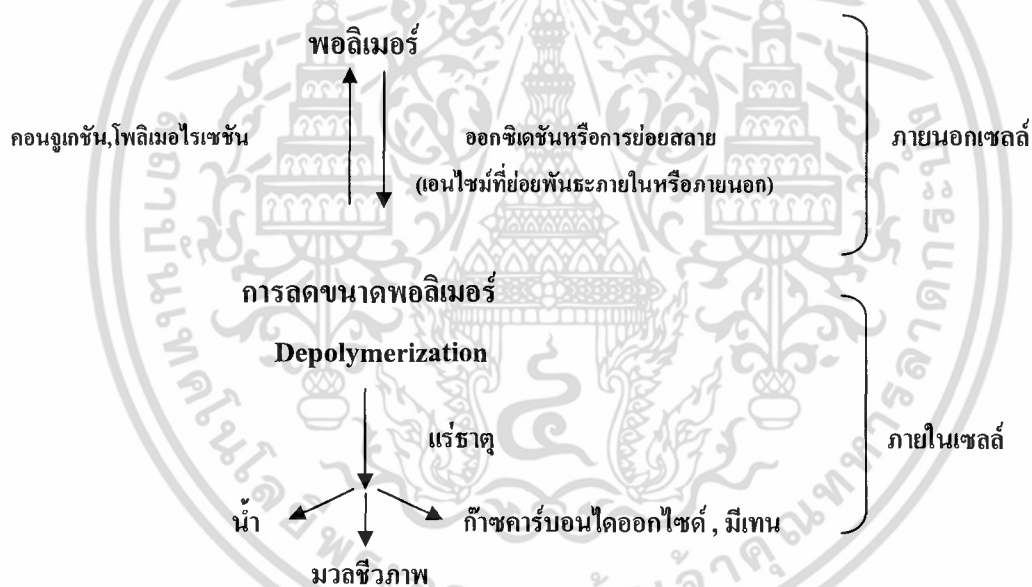 พอลิเมอร์
คอนจูเกชัน,โพลิเมอไรเซชัน
ออกซิเดชันหรือการย่อยสลาย
(เอนไซม์ที่ย่อยพันธะภายในหรือภายนอก)
ภายนอกเซลล์
การลดขนาดพอลิเมอร์
Depolymerization
แร่ธาตุ
ภายในเซลล์
น้ำ
ก๊าซคาร์บอนไดออกไซด์ , มีเทน
มวลชีวภาพ